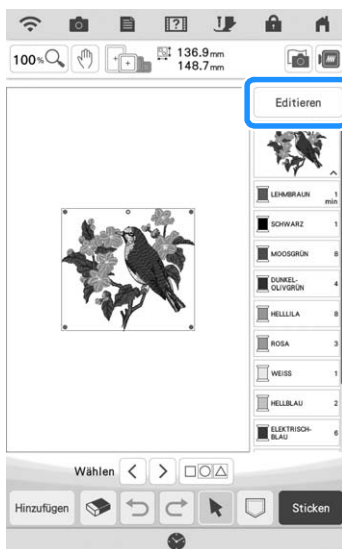 100%
136.9mm
148.7mm
Editieren
LEHMBRAUN 1
min
SCHWARZ 1
MOOSGRÜN 8
DUNKEL-
OLIVGRÜN 4
HELLLILA 8
ROSA 3
WEISS 1
HELLBLAU 2
ELEKTRISCH-
BLAU 6
Wählen
Hinzufügen
Sticken